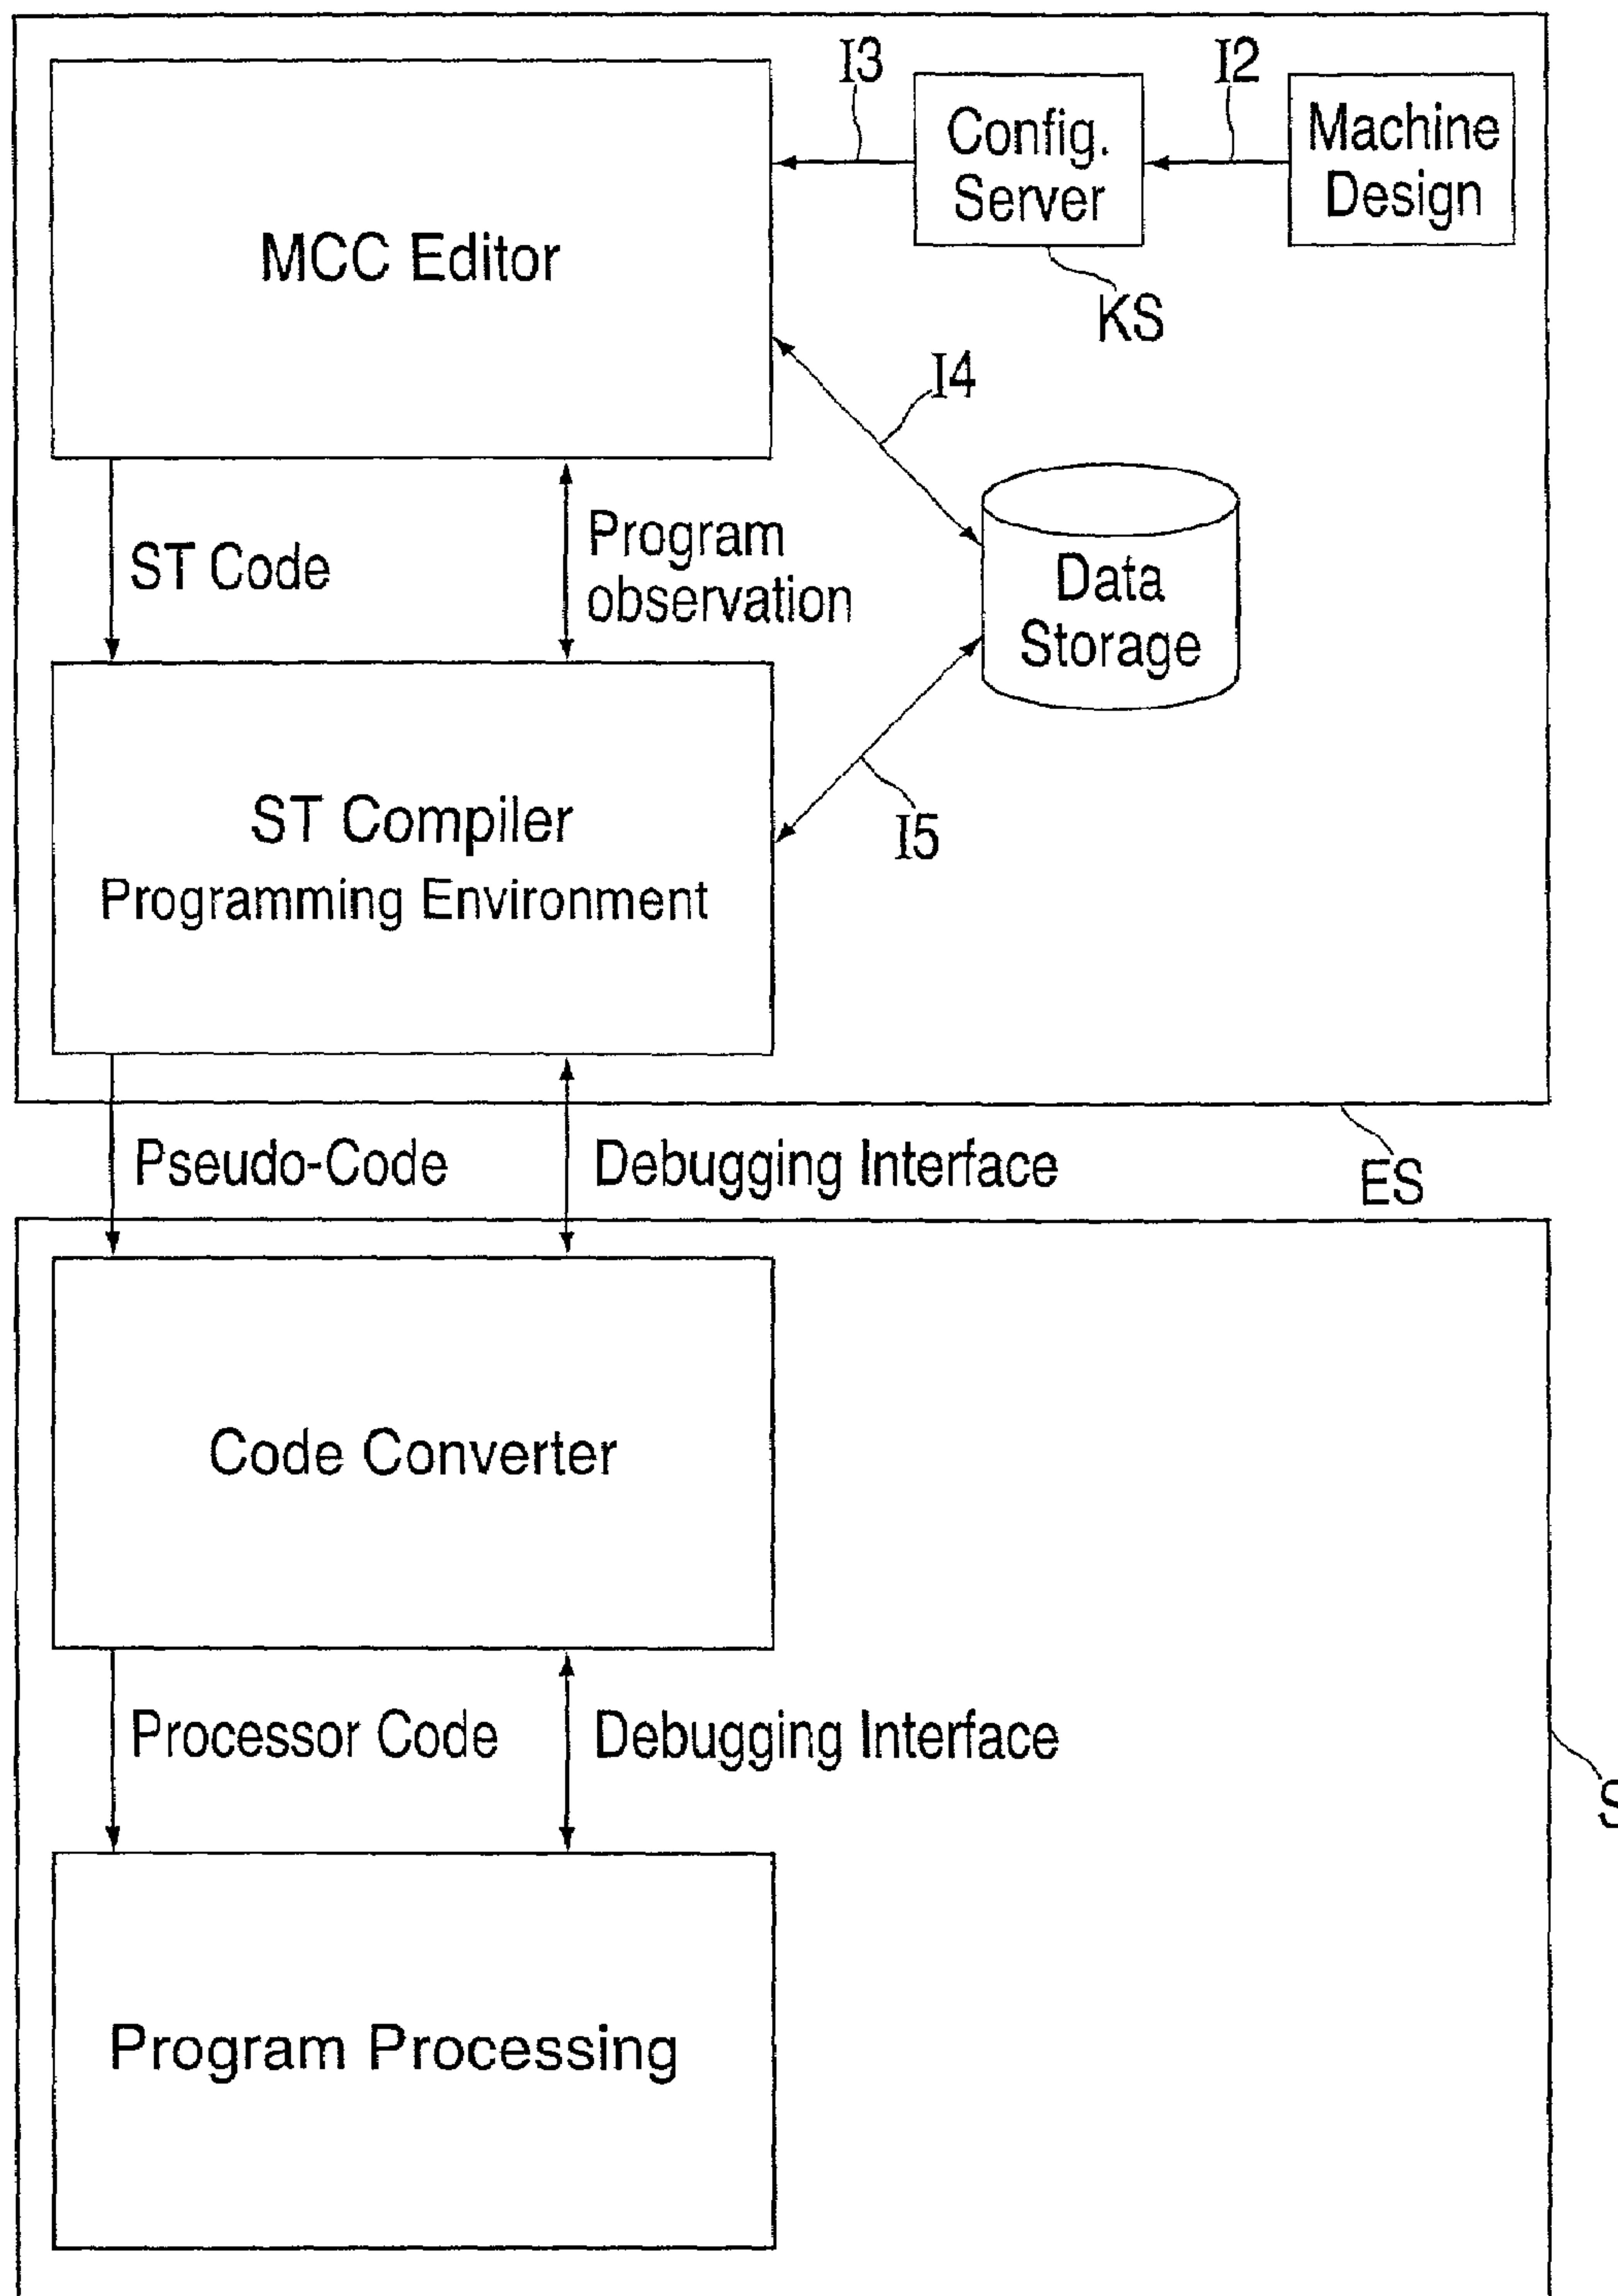 I3
I2
Config.
Server
Machine
Design
MCC Editor
KS
I4
ST Code
Program
observation
Data
Storage
ST Compiler
Programming Environment
I5
Pseudo-Code
Debugging Interface
ES
Code Converter
Processor Code
Debugging Interface
S
Program Processing